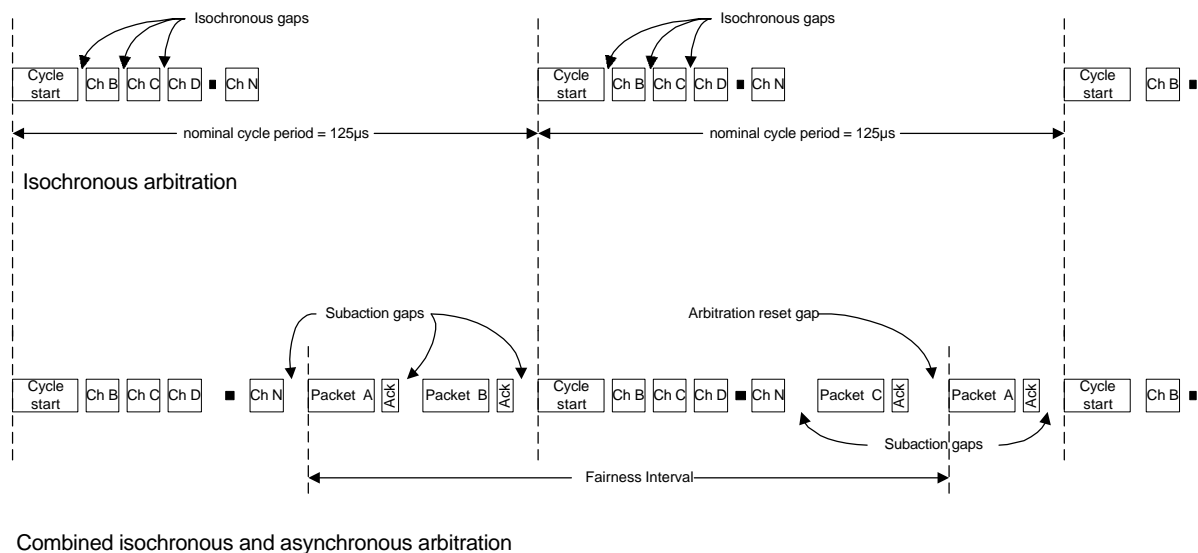 Isochronous gaps
Isochronous gaps
Cycle start
Ch B
Ch C
Ch D
Ch N
Cycle start
Ch B
Ch C
Ch D
Ch N
Cycle start
Ch B
nominal cycle period = 125µs
nominal cycle period = 125µs
Isochronous arbitration
Subaction gaps
Arbitration reset gap
Cycle start
Ch B
Ch C
Ch D
Ch N
Packet A
Ack
Packet B
Ack
Cycle start
Ch B
Ch C
Ch D
Ch N
Packet C
Ack
Packet A
Ack
Cycle start
Ch B
Subaction gaps
Fairness Interval
Combined isochronous and asynchronous arbitration